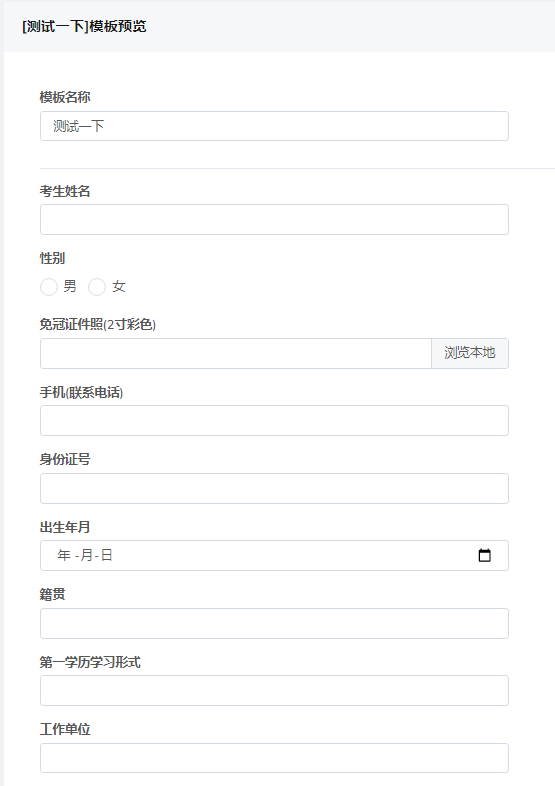 [测试一下]模板预览
模板名称
测试一下
考生姓名
性别
男 女
免冠证件照(2寸彩色)
浏览本地
手机(联系电话)
身份证号
出生年月
年 -月-日
籍贯
第一学历学习形式
工作单位